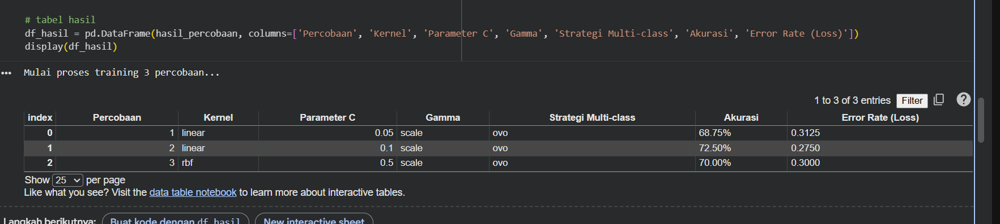 # tabel hasil
df_hasil = pd.DataFrame(hasil_percobaan, columns=['Percobaan', 'Kernel', 'Parameter C', 'Gamma', 'Strategi Multi-class', 'Akurasi', 'Error Rate (Loss)'])
display(df_hasil)
Mulai proses training 3 percobaan...
1 to 3 of 3 entries Filter
index Percobaan Kernel Parameter C Gamma Strategi Multi-class Akurasi Error Rate (Loss)
0 1 linear 0.05 scale ovo 68.75% 0.3125
1 2 linear 0.1 scale ovo 72.50% 0.2750
2 3 rbf 0.5 scale ovo 70.00% 0.3000
Show 25 per page
Like what you see? Visit the data table notebook to learn more about interactive tables.
Langkah berikutnya: Buat kode dengan df_hasil New interactive sheet